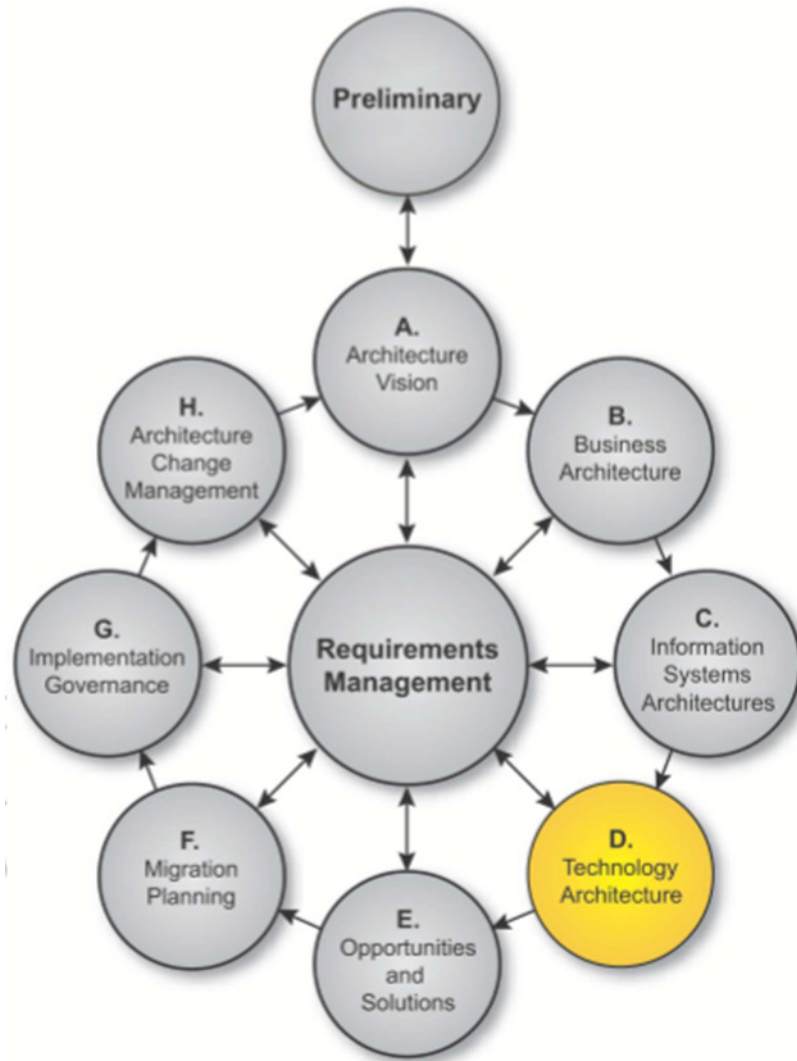 Preliminary
A.
Architecture
Vision
B.
Business
Architecture
C.
Information
Systems
Architectures
D.
Technology
Architecture
E.
Opportunities
and
Solutions
F.
Migration
Planning
G.
Implementation
Governance
H.
Architecture
Change
Management
Requirements
Management